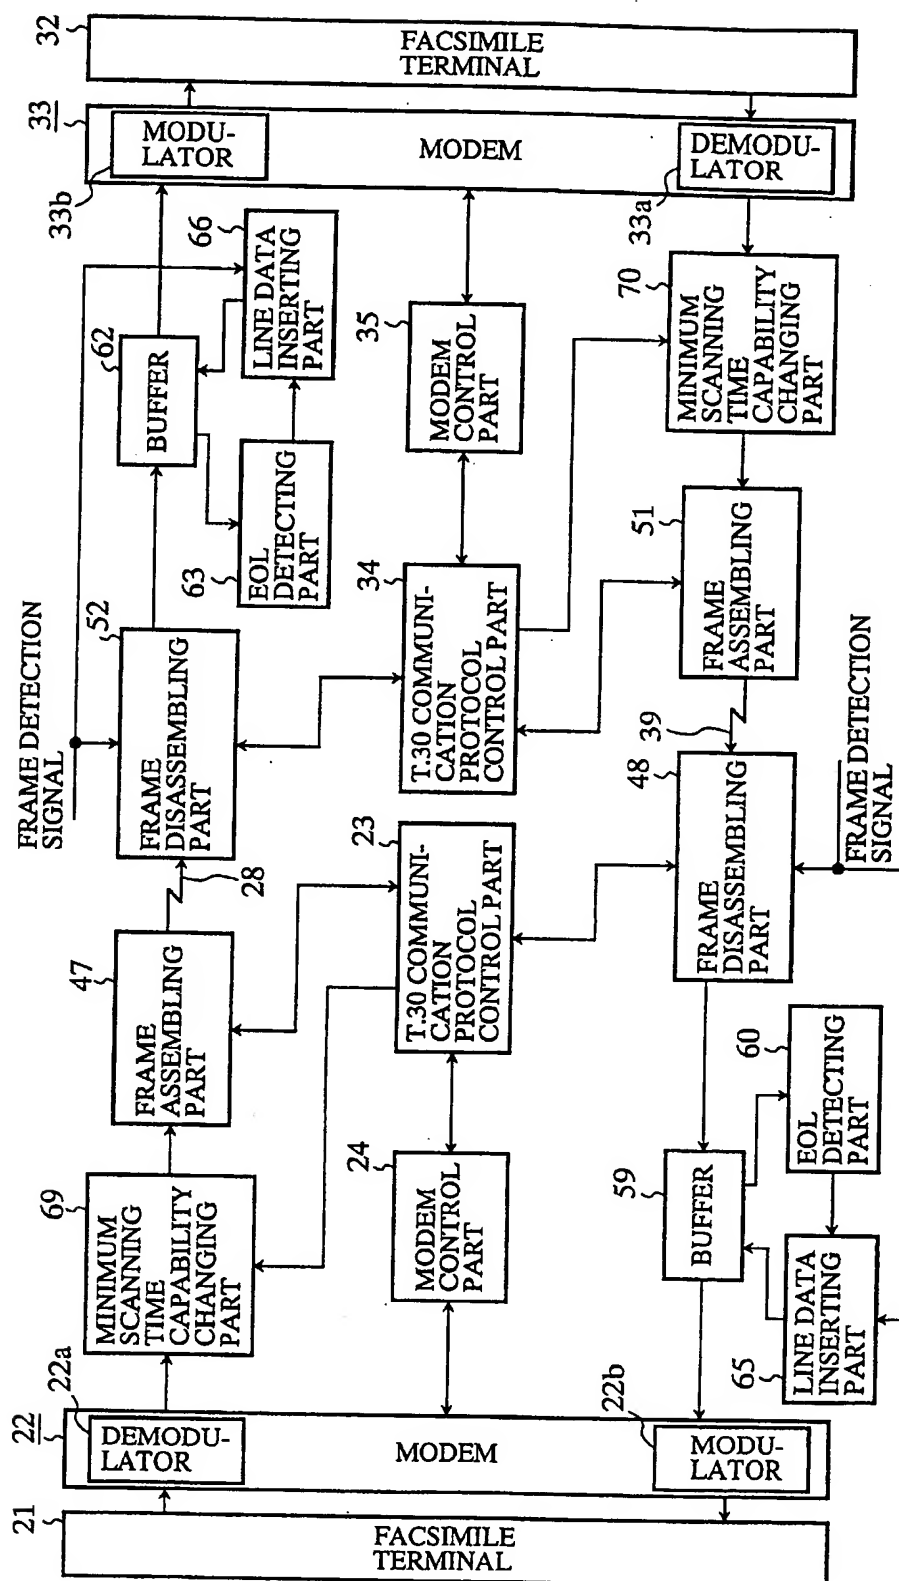 21
FACSIMILE
TERMINAL
22
22a
DEMODU-
LATOR
MODEM
22b
MODU-
LATOR
69
MINIMUM
SCANNING
TIME
CAPABILITY
CHANGING
PART
24
MODEM CONTROL
PART
59
BUFFER
65
LINE DATA
INSERTING
PART
60
EOL
DETECTING
PART
47
FRAME
ASSEMBLING
PART
28
23
T.30 COMMUNI-
CATION
PROTOCOL
CONTROL PART
48
FRAME
DISASSEMBLING
PART
FRAME DETECTION
SIGNAL
39
FRAME DETECTION
SIGNAL
52
FRAME
DISASSEMBLING
PART
34
T.30 COMMUNI-
CATION
PROTOCOL
CONTROL PART
51
FRAME
ASSEMBLING
PART
62
BUFFER
63
EOL
DETECTING
PART
66
LINE DATA
INSERTING
PART
35
MODEM CONTROL
PART
70
MINIMUM
SCANNING
TIME
CAPABILITY
CHANGING
PART
33
33b
MODU-
LATOR
MODEM
33a
DEMODU-
LATOR
32
FACSIMILE
TERMINAL